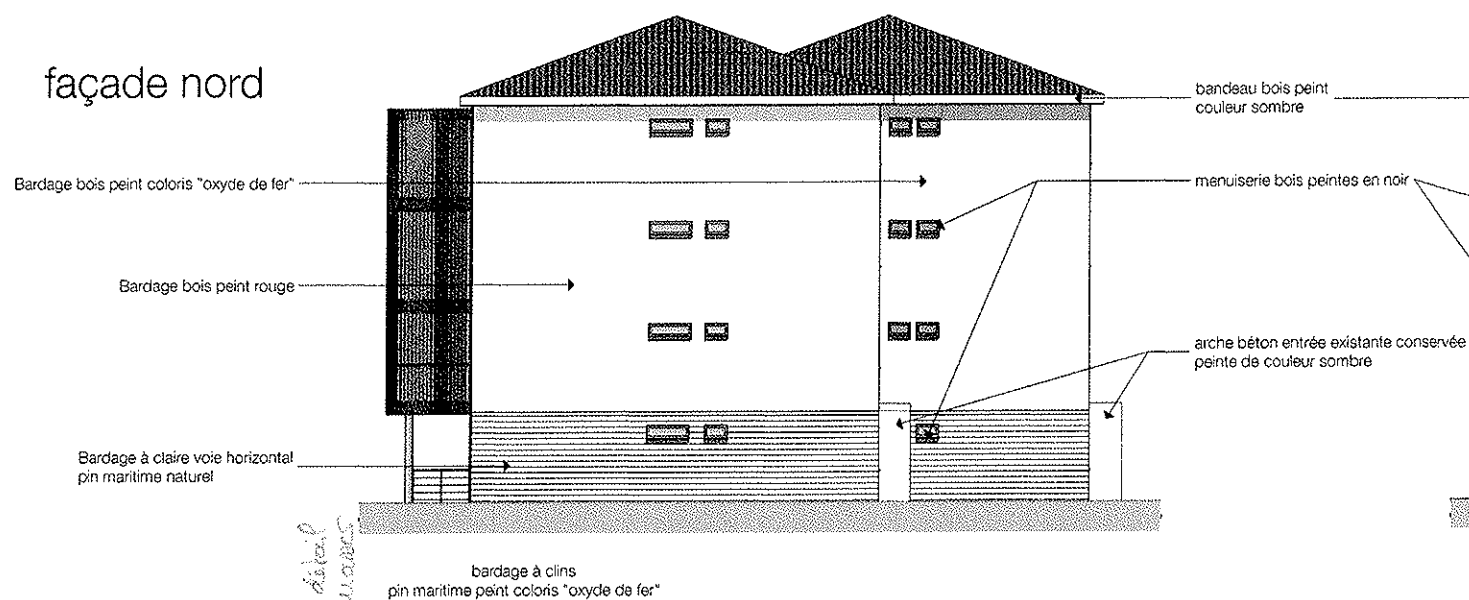 façade nord
bandeau bois peint
couleur sombre
Bardage bois peint coloris "oxyde de fer"
menuiserie bois peintes en noir
Bardage bois peint rouge
arche béton entrée existante conservée
peinte de couleur sombre
Bardage à claire voie horizontal
pin maritime naturel
détail
bardage à clins
pin maritime peint coloris "oxyde de fer"